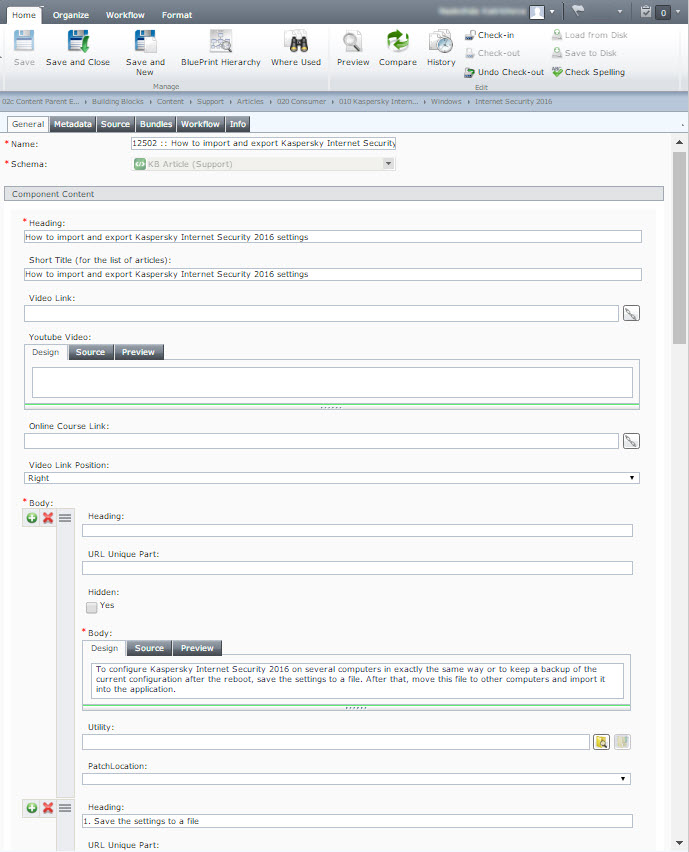 Home Organize Workflow Format 0
Save Save and Close Save and New BluePrint Hierarchy Where Used Preview Compare History Check-in Check-out Undo Check-out Load from Disk Save to Disk Check Spelling
Manage Edit
02c Content Parent E... › Building Blocks › Content › Support › Articles › 020 Consumer › 010 Kaspersky Intern... › Windows › Internet Security 2016
General Metadata Source Bundles Workflow Info
* Name: 12502 :: How to import and export Kaspersky Internet Security
* Schema: KB Article (Support)
Component Content
* Heading:
How to import and export Kaspersky Internet Security 2016 settings
Short Title (for the list of articles):
How to import and export Kaspersky Internet Security 2016 settings
Video Link:
Youtube Video:
Design Source Preview
Online Course Link:
Video Link Position:
Right
* Body:
Heading:
URL Unique Part:
Hidden:
Yes
* Body:
Design Source Preview
To configure Kaspersky Internet Security 2016 on several computers in exactly the same way or to keep a backup of the
current configuration after the reboot, save the settings to a file. After that, move this file to other computers and import it
into the application.
Utility:
PatchLocation:
Heading:
1. Save the settings to a file
URL Unique Part: